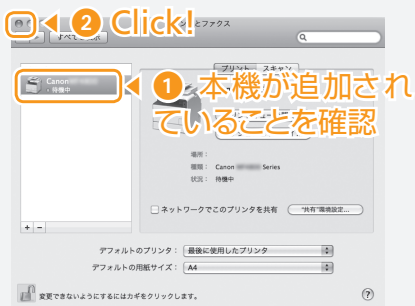 ❷ Click!
とファクス
すべて
Canon
・待機中
プリント スキャン
❶ 本機が追加され
ていることを確認
場所：
種類： Canon Series
状況： 待機中
ネットワークでこのプリンタを共有 "共有"環境設定...
+ −
デフォルトのプリンタ： 最後に使用したプリンタ
デフォルトの用紙サイズ： A4
変更できないようにするにはカギをクリックします。 ?